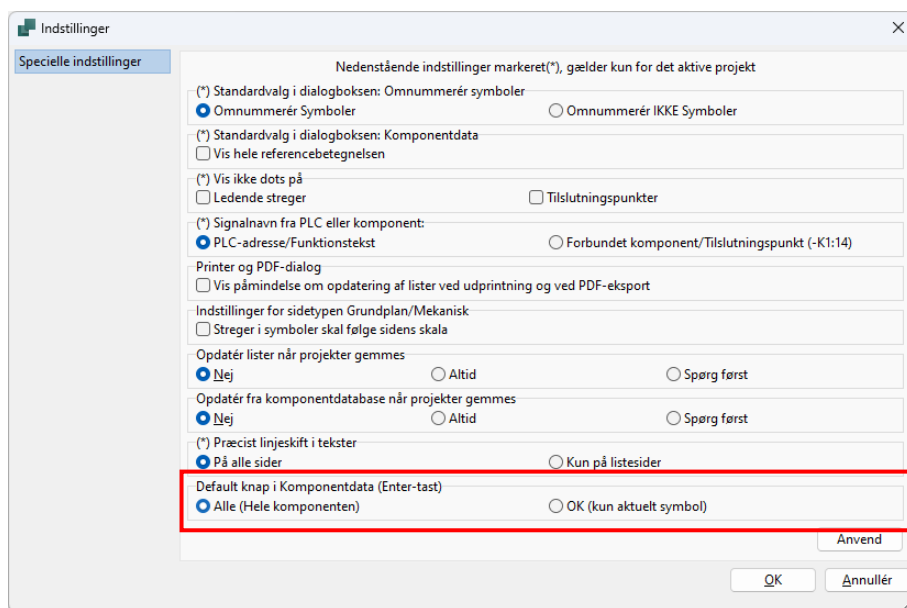 Indstillinger
Specielle indstillinger
Nedenstående indstillinger markeret(*), gælder kun for det aktive projekt
(*) Standardvalg i dialogboksen: Omnummerér symboler
Omnummerér Symboler Omnummerér IKKE Symboler
(*) Standardvalg i dialogboksen: Komponentdata
Vis hele referencebetegnelsen
(*) Vis ikke dots på
Ledende streger Tilslutningspunkter
(*) Signalnavn fra PLC eller komponent:
PLC-adresse/Funktionstekst Forbundet komponent/Tilslutningspunkt (-K1:14)
Printer og PDF-dialog
Vis påmindelse om opdatering af lister ved udprintning og ved PDF-eksport
Indstillinger for sidetypen Grundplan/Mekanisk
Streger i symboler skal følge sidens skala
Opdatér lister når projekter gemmes
Nej Altid Spørg først
Opdatér fra komponentdatabase når projekter gemmes
Nej Altid Spørg først
(*) Præcist linjeskift i tekster
På alle sider Kun på listesider
Default knap i Komponentdata (Enter-tast)
Alle (Hele komponenten) OK (kun aktuelt symbol)
Anvend
OK Annullér